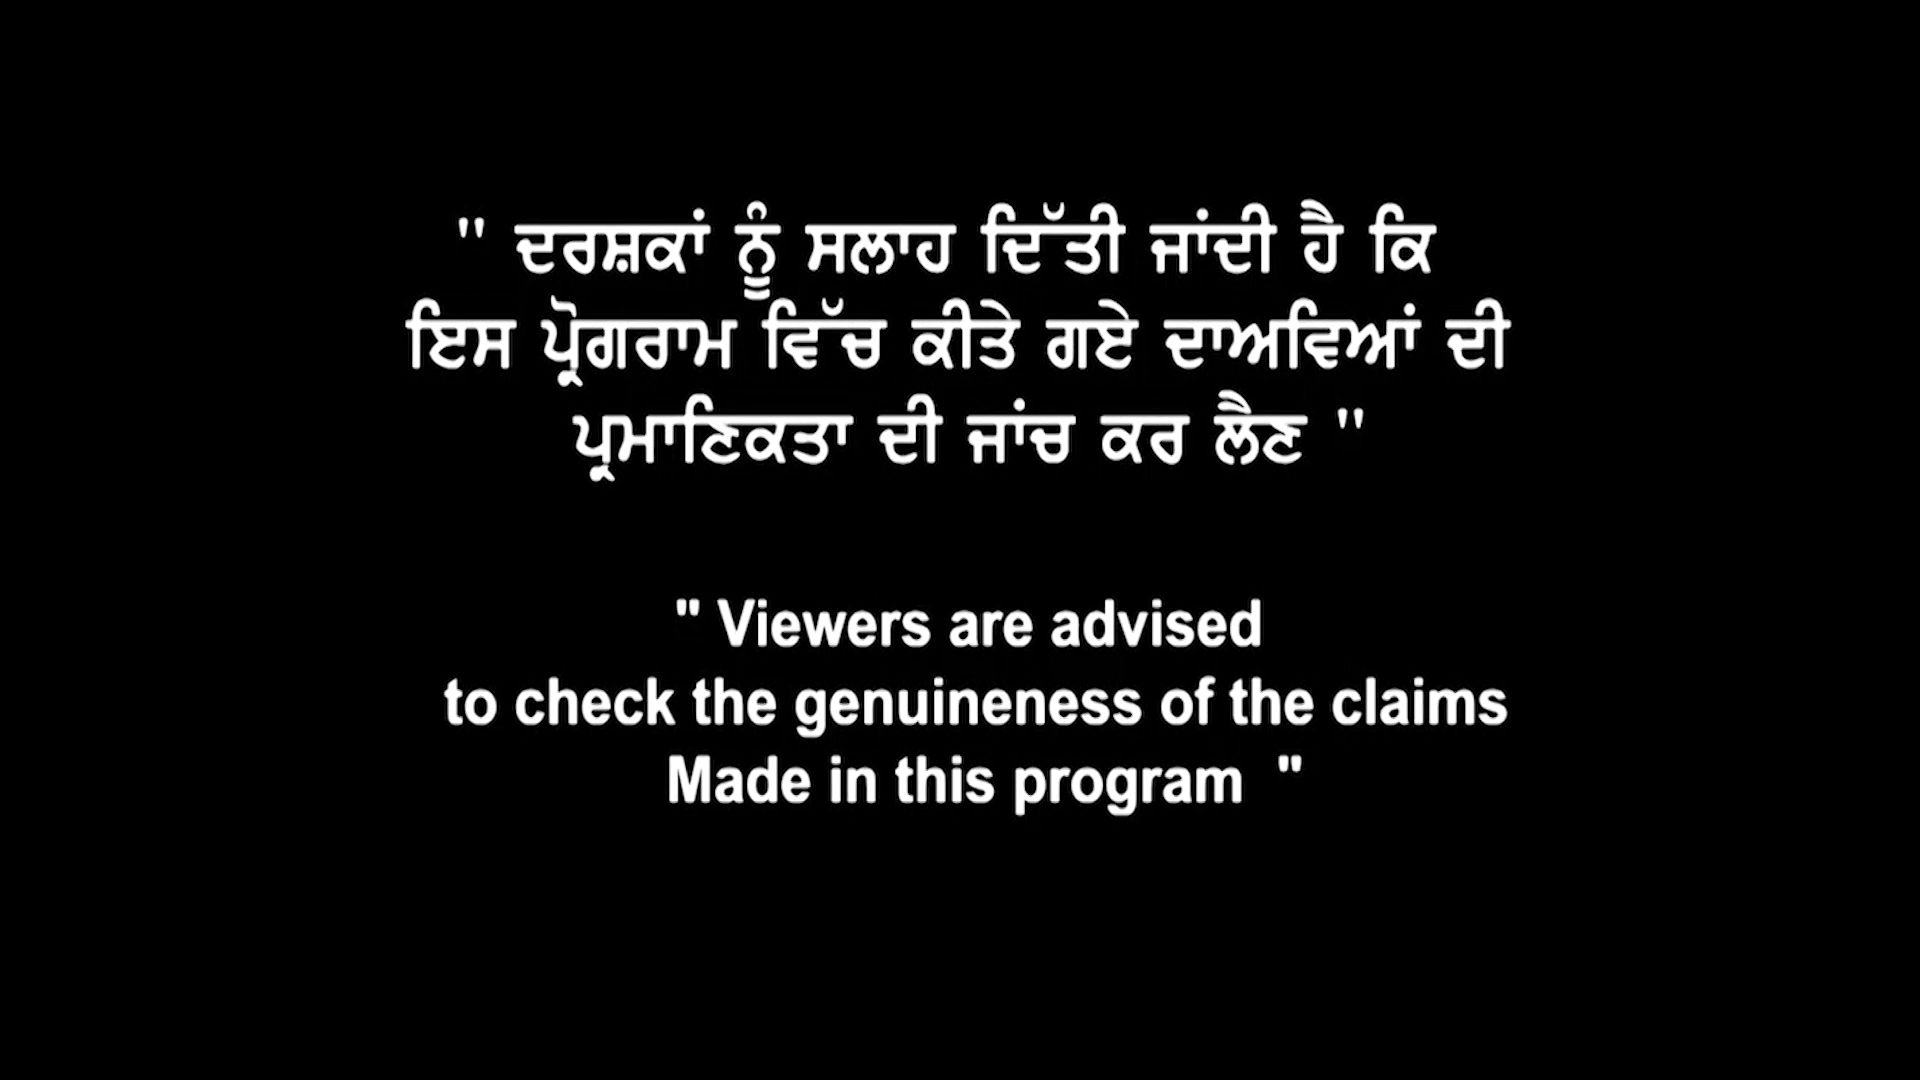 " ਦਰਸ਼ਕਾਂ ਨੂੰ ਸਲਾਹ ਦਿੱਤੀ ਜਾਂਦੀ ਹੈ ਕਿ
ਇਸ ਪ੍ਰੋਗਰਾਮ ਵਿੱਚ ਕੀਤੇ ਗਏ ਦਾਅਵਿਆਂ ਦੀ
ਪ੍ਰਮਾਣਿਕਤਾ ਦੀ ਜਾਂਚ ਕਰ ਲੈਣ "
" Viewers are advised
to check the genuineness of the claims
Made in this program "